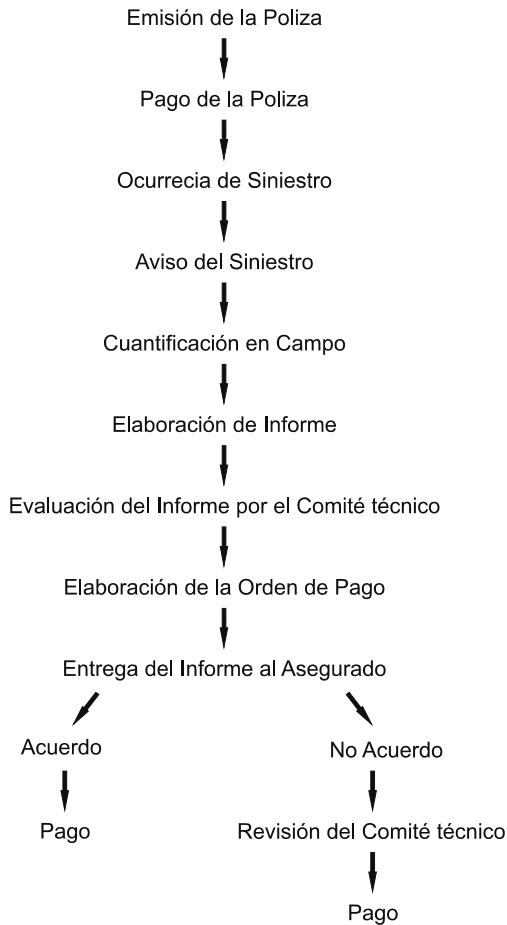 Emisión de la Poliza
Pago de la Poliza
Ocurrecia de Siniestro
Aviso del Siniestro
Cuantificación en Campo
Elaboración de Informe
Evaluación del Informe por el Comité técnico
Elaboración de la Orden de Pago
Entrega del Informe al Asegurado
Acuerdo
No Acuerdo
Pago
Revisión del Comité técnico
Pago